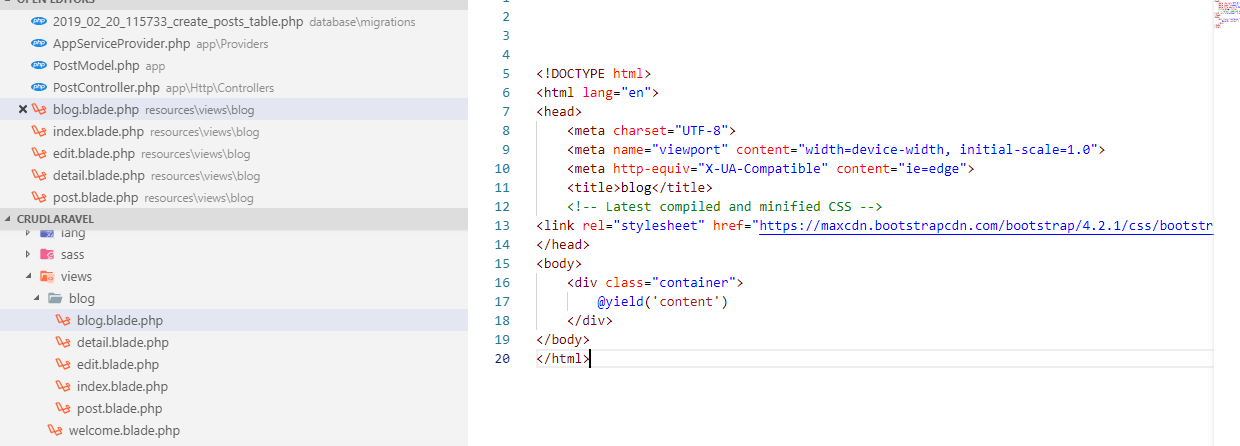 OPEN EDITORS
2019_02_20_115733_create_posts_table.php database\migrations
AppServiceProvider.php app\Providers
PostModel.php app
PostController.php app\Http\Controllers
blog.blade.php resources\views\blog
index.blade.php resources\views\blog
edit.blade.php resources\views\blog
detail.blade.php resources\views\blog
post.blade.php resources\views\blog
CRUDLARAVEL
lang
sass
views
blog
blog.blade.php
detail.blade.php
edit.blade.php
index.blade.php
post.blade.php
welcome.blade.php
1
2
3
4
5 <!DOCTYPE html>
6 <html lang="en">
7 <head>
8 <meta charset="UTF-8">
9 <meta name="viewport" content="width=device-width, initial-scale=1.0">
10 <meta http-equiv="X-UA-Compatible" content="ie=edge">
11 <title>blog</title>
12 <!-- Latest compiled and minified CSS -->
13 <link rel="stylesheet" href="https://maxcdn.bootstrapcdn.com/bootstrap/4.2.1/css/bootstr
14 </head>
15 <body>
16 <div class="container">
17 @yield('content')
18 </div>
19 </body>
20 </html>